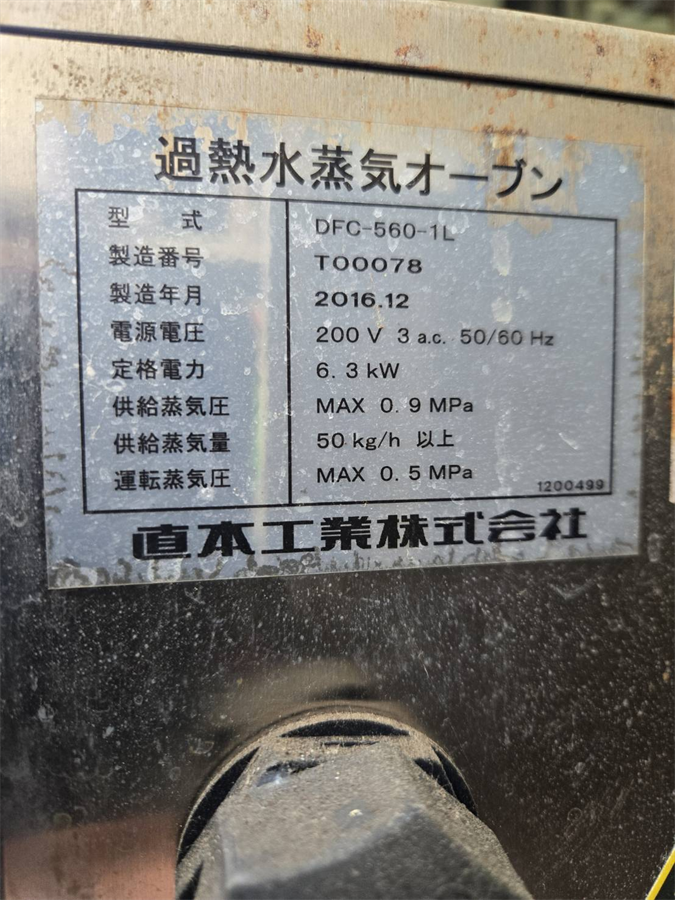 過熱水蒸気オーブン
型 式 DFC-560-1L
製造番号 T00078
製造年月 2016.12
電源電圧 200 V 3 a.c. 50/60 Hz
定格電力 6.3 kW
供給蒸気圧 MAX 0.9 MPa
供給蒸気量 50 kg/h 以上
運転蒸気圧 MAX 0.5 MPa
1200499
直本工業株式会社